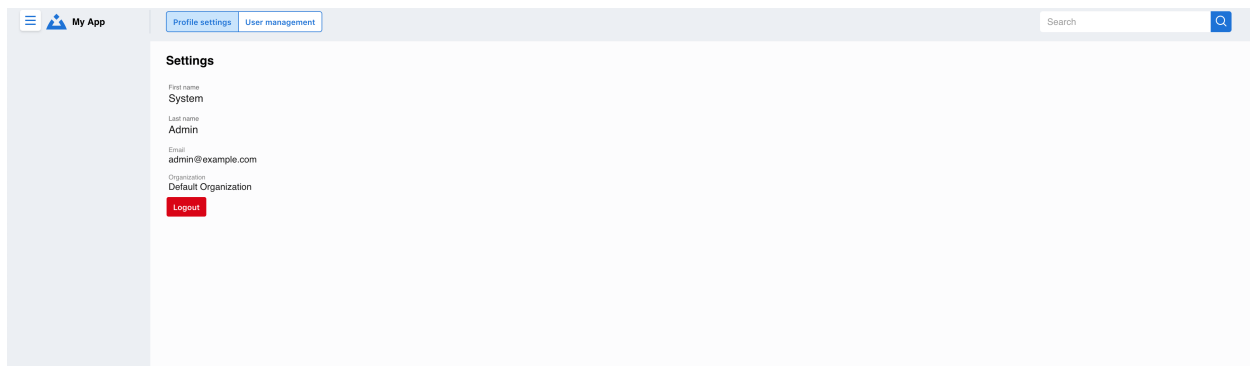 My App
Profile settings
User management
Search
Settings
First name
System
Last name
Admin
Email
admin@example.com
Organization
Default Organization
Logout